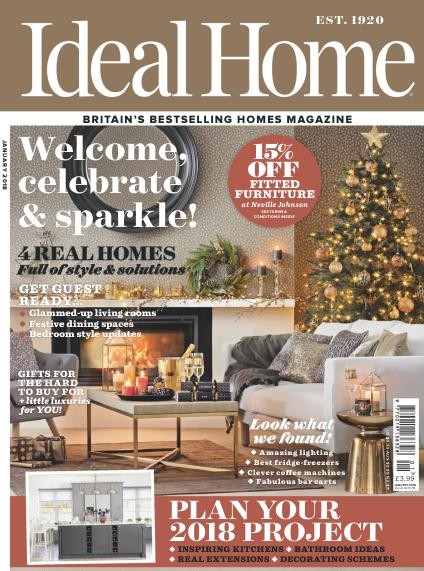 EST. 1920
Ideal Home
BRITAIN'S BESTSELLING HOMES MAGAZINE
JANUARY 2018
Welcome,
celebrate
& sparkle!
15%
OFF
FITTED
FURNITURE
at Neville Johnson
SEE TERMS &
CONDITIONS INSIDE
4 REAL HOMES
Full of style & solutions
GET GUEST
READY...
◆ Glammed-up living rooms
◆ Festive dining spaces
◆ Bedroom style updates
GIFTS FOR
THE HARD
TO BUY FOR
+ little luxuries
for YOU!
Look what
we found!
◆ Amazing lighting
◆ Best fridge-freezers
◆ Clever coffee machines
◆ Fabulous bar carts
£3.99
PLAN YOUR
2018 PROJECT
◆ INSPIRING KITCHENS ◆ BATHROOM IDEAS
◆ REAL EXTENSIONS ◆ DECORATING SCHEMES